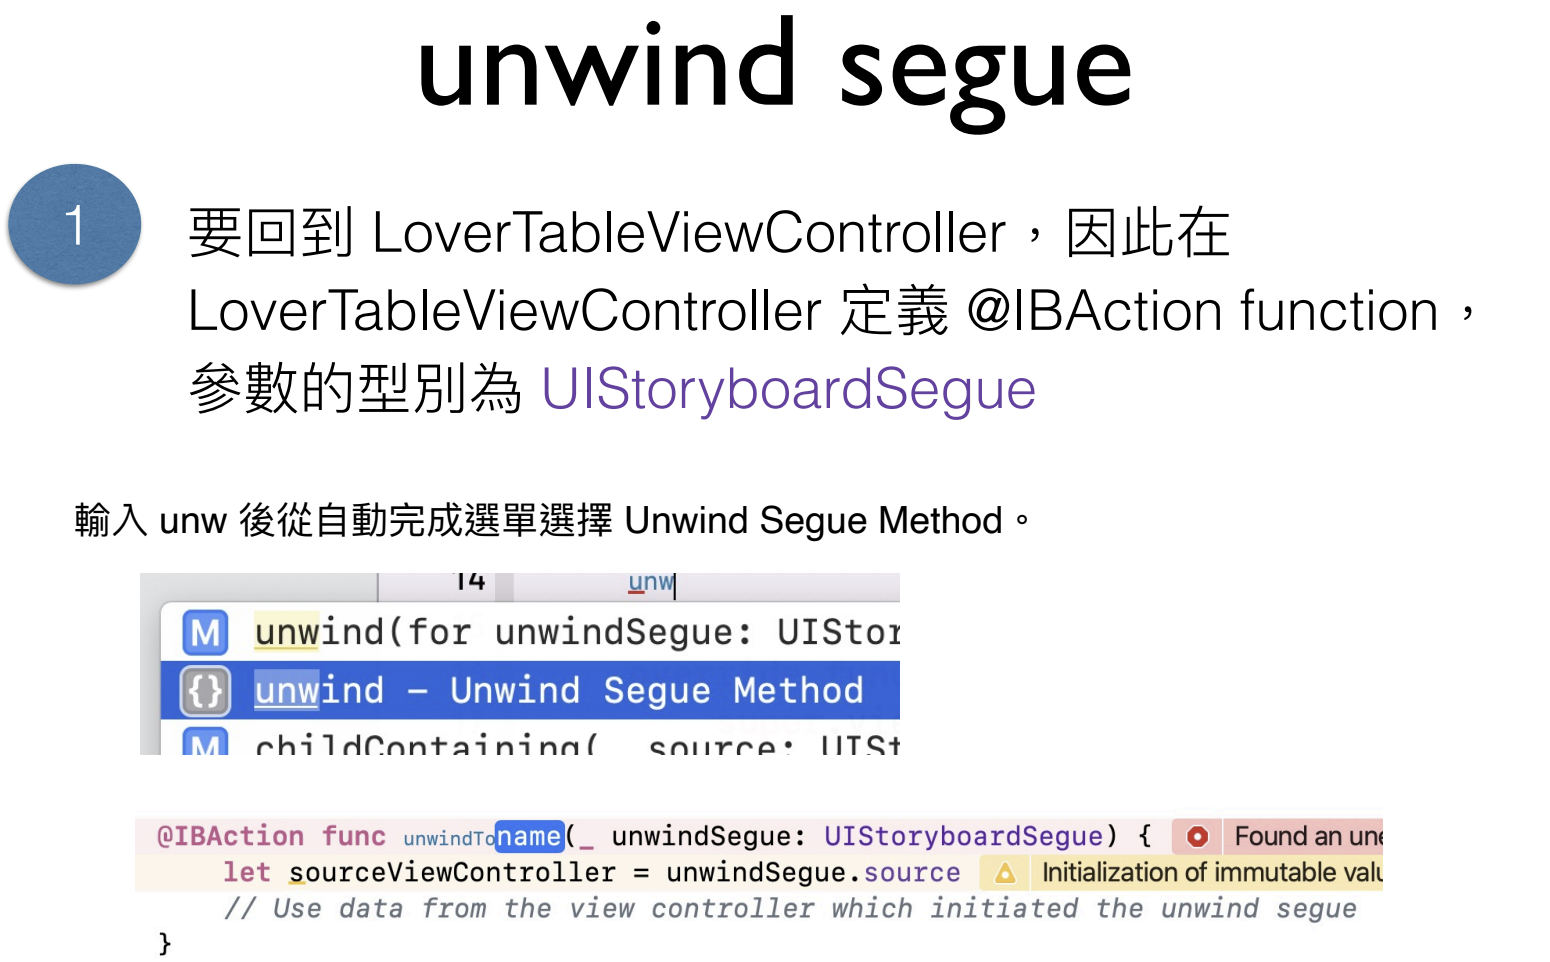 unwind segue
1
要回到 LoverTableViewController，因此在
LoverTableViewController 定義 @IBAction function，
參數的型別為 UIStoryboardSegue
輸入 unw 後從自動完成選單選擇 Unwind Segue Method。
14 unw
M unwind(for unwindSegue: UIStor
{} unwind – Unwind Segue Method
M childContaining(_ source: UISt
@IBAction func unwindToname(_ unwindSegue: UIStoryboardSegue) { Found an une
let sourceViewController = unwindSegue.source Initialization of immutable valu
// Use data from the view controller which initiated the unwind segue
}